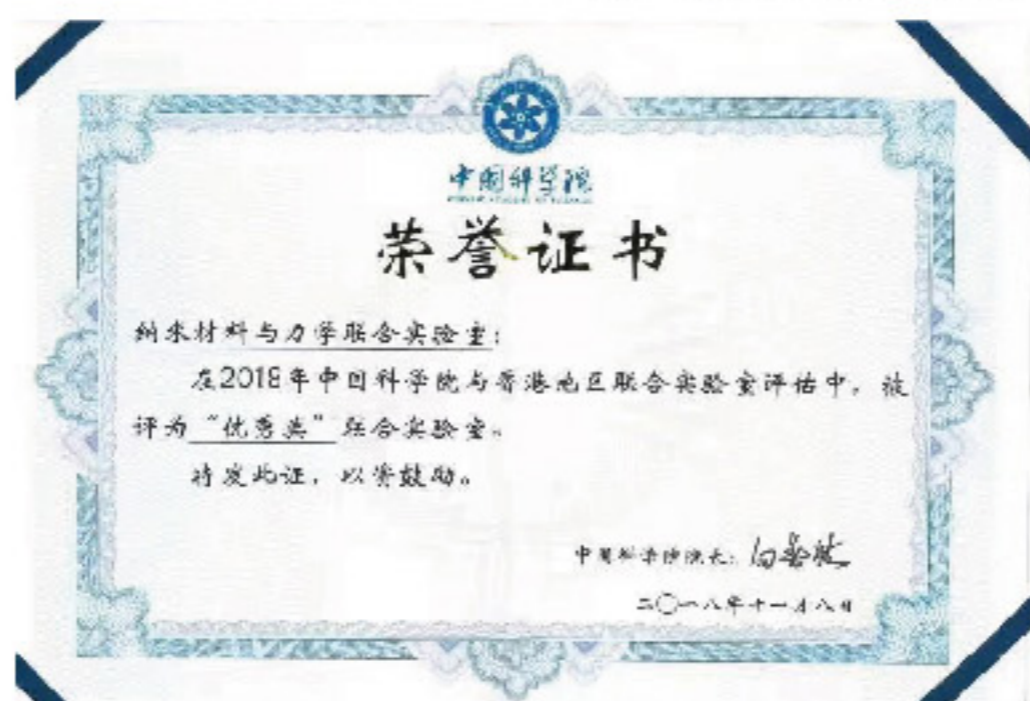 中国科学院
荣誉证书
纳米材料与力学联合实验室：
在2018年中国科学院与香港地区联合实验室评估中，被
评为“优秀类”联合实验室。
特发此证，以资鼓励。
中国科学院院长：白春礼
二〇一八年十一月八日